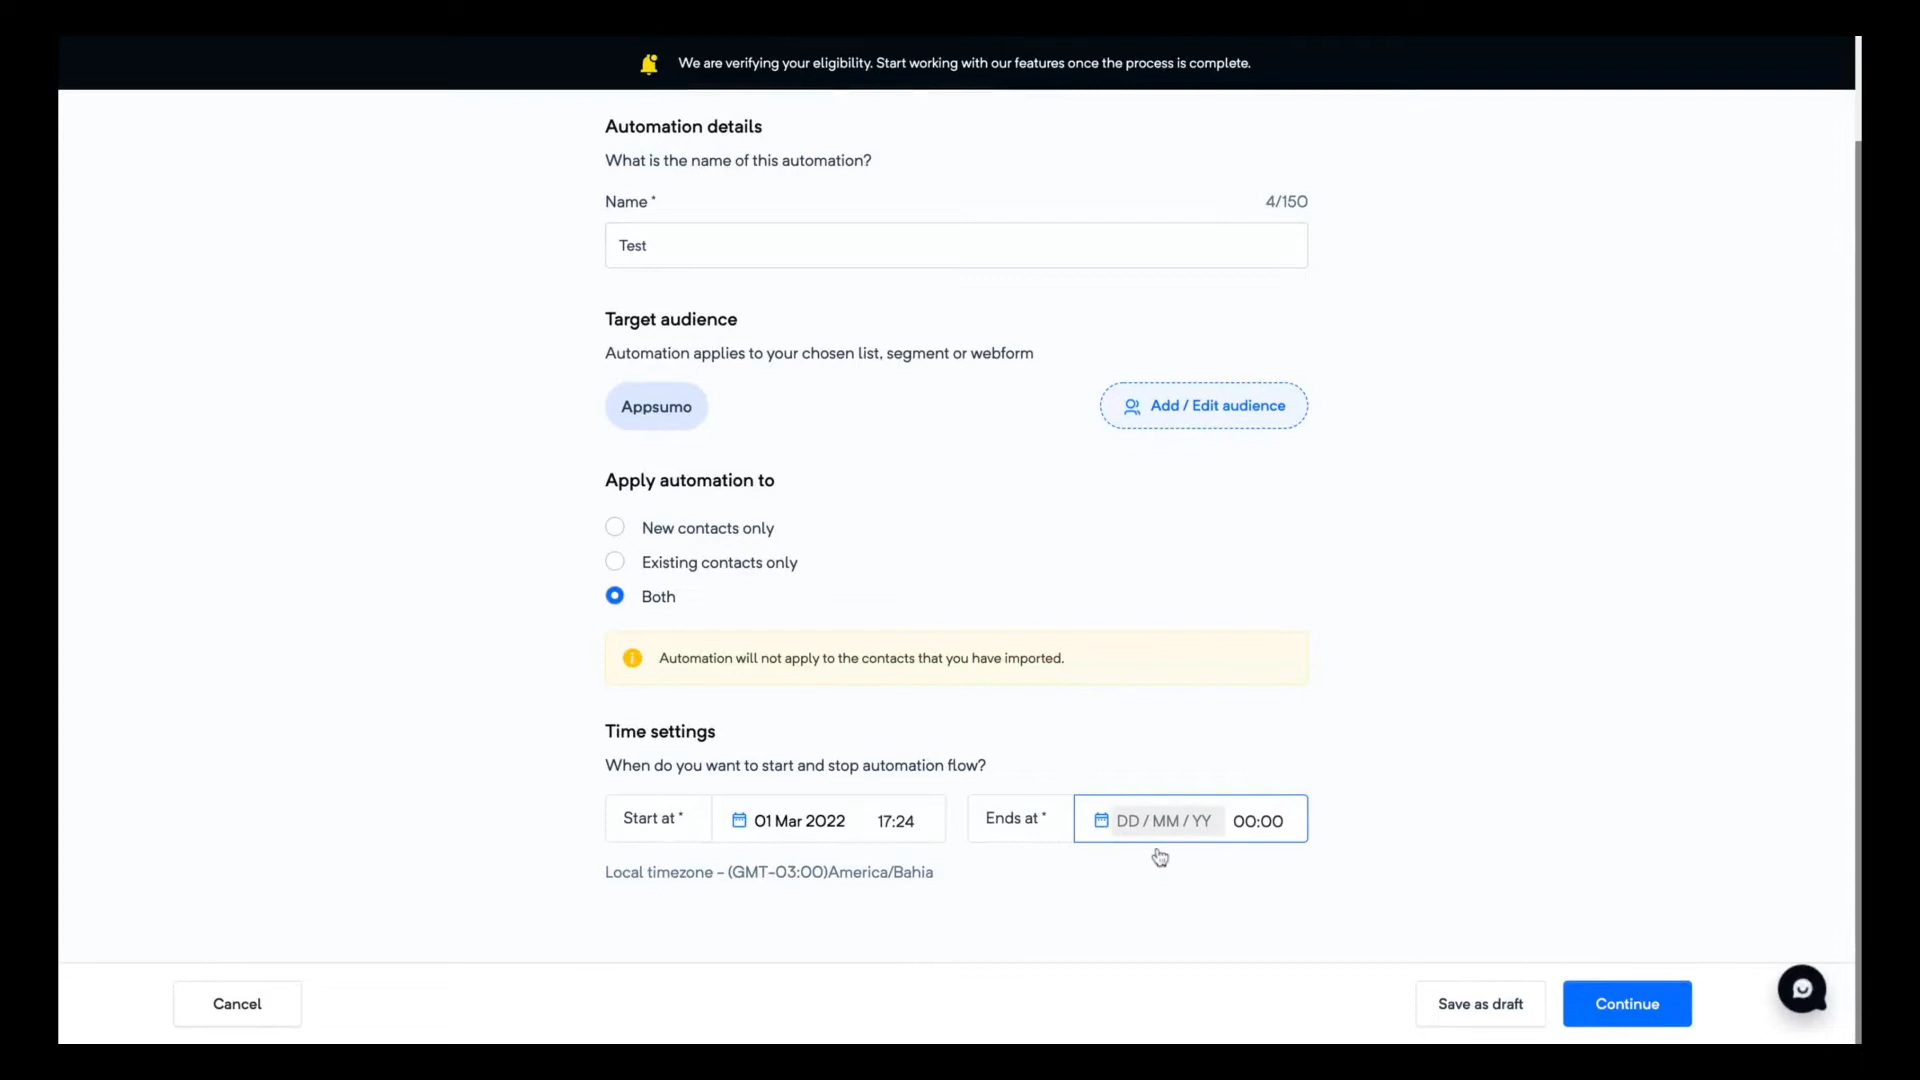 We are verifying your eligibility. Start working with our features once the process is complete.
Automation details
What is the name of this automation?
Name * 4/150
Test
Target audience
Automation applies to your chosen list, segment or webform
Appsumo Add / Edit audience
Apply automation to
New contacts only
Existing contacts only
Both
Automation will not apply to the contacts that you have imported.
Time settings
When do you want to start and stop automation flow?
Start at * 01 Mar 2022 17:24 Ends at * DD / MM / YY 00:00
Local timezone - (GMT-03:00)America/Bahia
Cancel Save as draft Continue